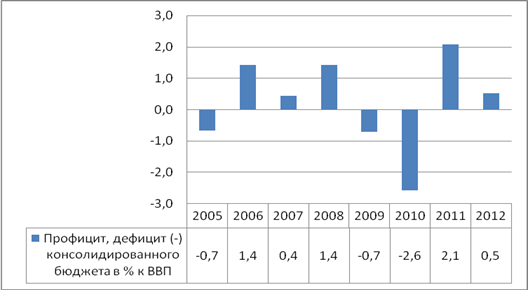 3,0
2,0
1,0
0,0
-1,0
-2,0
-3,0
2005 2006 2007 2008 2009 2010 2011 2012
Профицит, дефицит (-)
консолидированного
бюджета в % к ВВП
-0,7 1,4 0,4 1,4 -0,7 -2,6 2,1 0,5